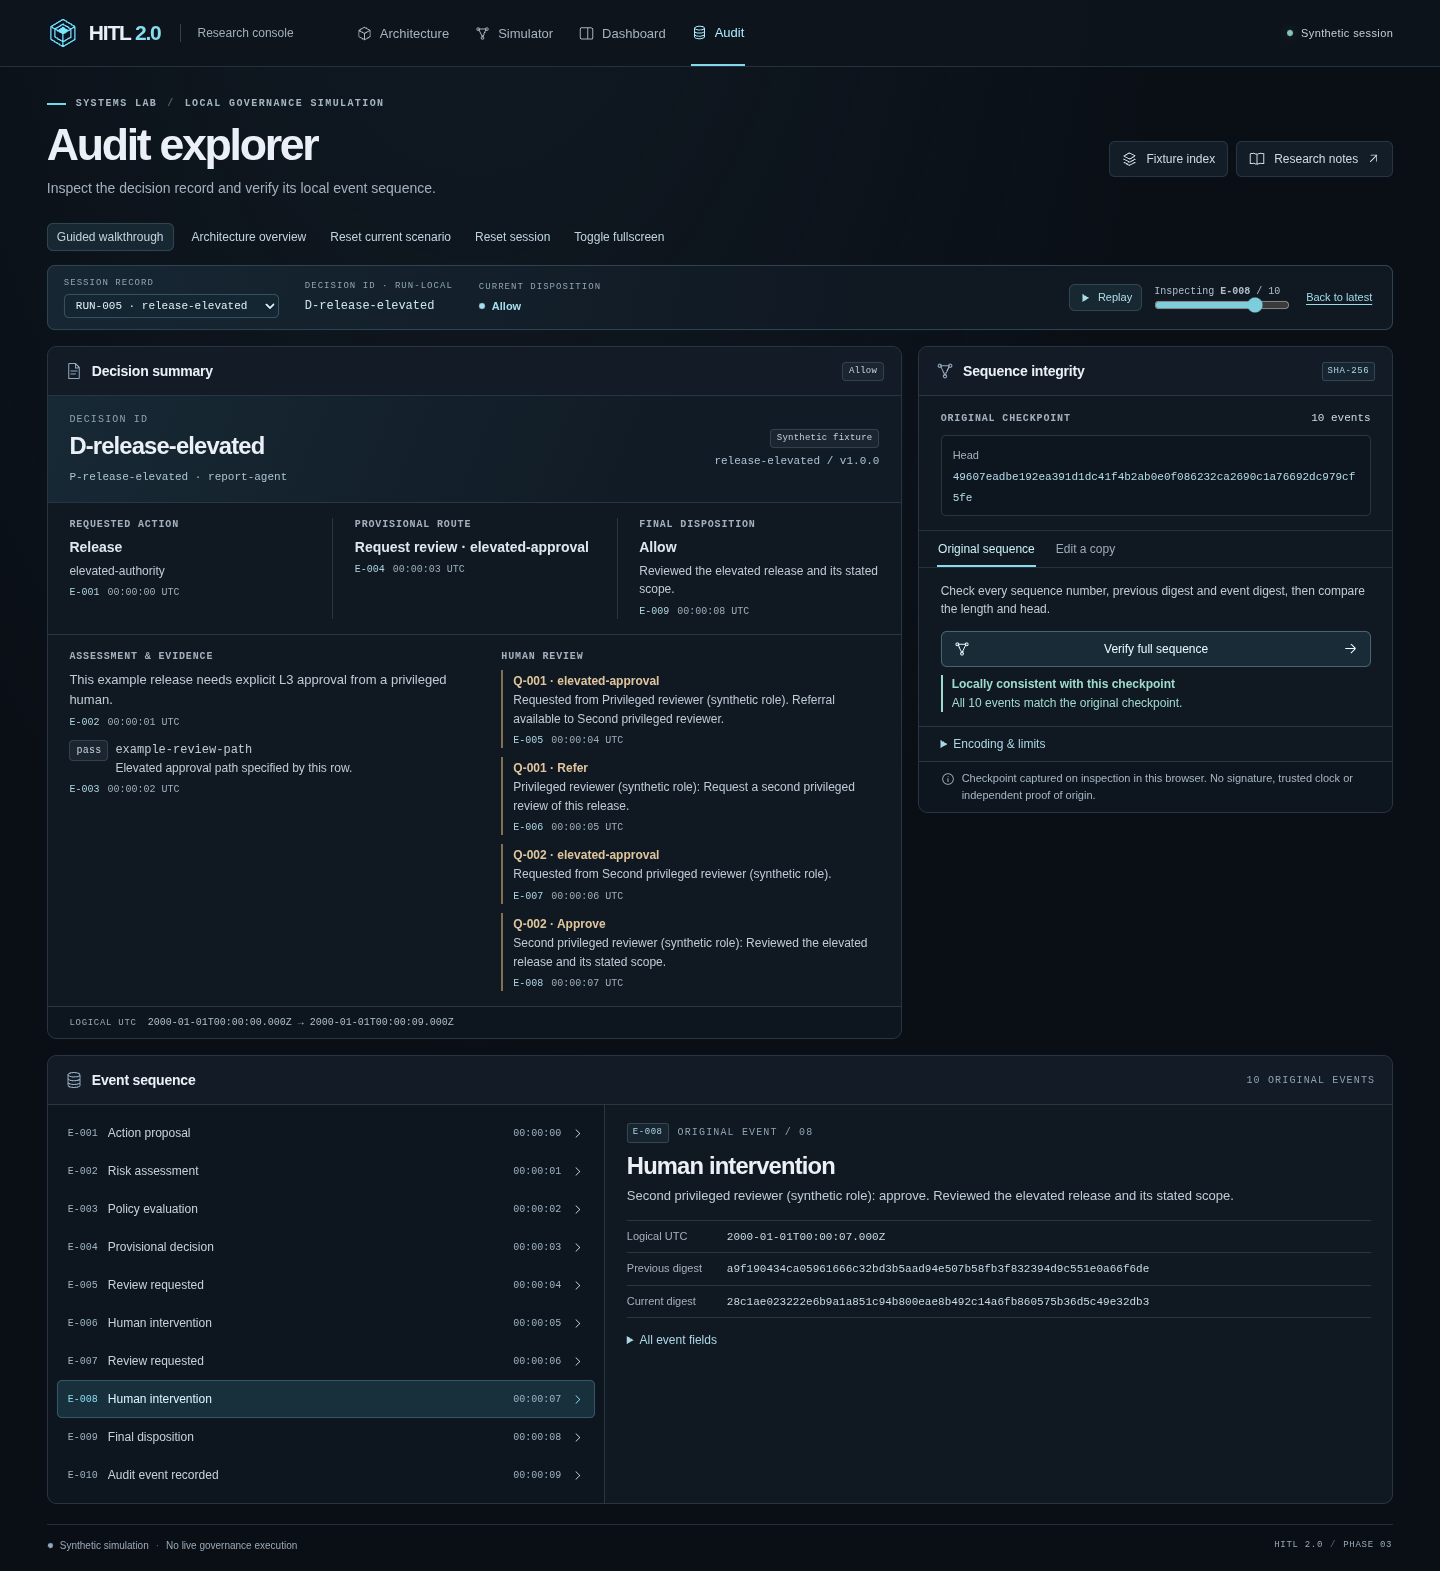 HITL 2.0
Research console
Architecture
Simulator
Dashboard
Audit
Synthetic session
SYSTEMS LAB / LOCAL GOVERNANCE SIMULATION
Audit explorer
Inspect the decision record and verify its local event sequence.
Fixture index
Research notes
Guided walkthrough
Architecture overview
Reset current scenario
Reset session
Toggle fullscreen
SESSION RECORD
RUN-005 · release-elevated
DECISION ID · RUN-LOCAL
D-release-elevated
CURRENT DISPOSITION
Allow
Replay
Inspecting E-008 / 10
Back to latest
Decision summary
Allow
DECISION ID
D-release-elevated
P-release-elevated · report-agent
Synthetic fixture
release-elevated / v1.0.0
REQUESTED ACTION
Release
elevated-authority
E-001 00:00:00 UTC
PROVISIONAL ROUTE
Request review · elevated-approval
E-004 00:00:03 UTC
FINAL DISPOSITION
Allow
Reviewed the elevated release and its stated
scope.
E-009 00:00:08 UTC
ASSESSMENT & EVIDENCE
This example release needs explicit L3 approval from a privileged
human.
E-002 00:00:01 UTC
pass example-review-path
Elevated approval path specified by this row.
E-003 00:00:02 UTC
HUMAN REVIEW
Q-001 · elevated-approval
Requested from Privileged reviewer (synthetic role). Referral
available to Second privileged reviewer.
E-005 00:00:04 UTC
Q-001 · Refer
Privileged reviewer (synthetic role): Request a second privileged
review of this release.
E-006 00:00:05 UTC
Q-002 · elevated-approval
Requested from Second privileged reviewer (synthetic role).
E-007 00:00:06 UTC
Q-002 · Approve
Second privileged reviewer (synthetic role): Reviewed the elevated
release and its stated scope.
E-008 00:00:07 UTC
LOGICAL UTC 2000-01-01T00:00:00.000Z → 2000-01-01T00:00:09.000Z
Sequence integrity
SHA-256
ORIGINAL CHECKPOINT
10 events
Head
49607eadbe192ea391d1dc41f4b2ab0e0f086232ca2690c1a76692dc979cf
5fe
Original sequence
Edit a copy
Check every sequence number, previous digest and event digest, then compare
the length and head.
Verify full sequence
Locally consistent with this checkpoint
All 10 events match the original checkpoint.
Encoding & limits
Checkpoint captured on inspection in this browser. No signature, trusted clock or
independent proof of origin.
Event sequence
10 ORIGINAL EVENTS
E-001 Action proposal 00:00:00
E-002 Risk assessment 00:00:01
E-003 Policy evaluation 00:00:02
E-004 Provisional decision 00:00:03
E-005 Review requested 00:00:04
E-006 Human intervention 00:00:05
E-007 Review requested 00:00:06
E-008 Human intervention 00:00:07
E-009 Final disposition 00:00:08
E-010 Audit event recorded 00:00:09
E-008 ORIGINAL EVENT / 08
Human intervention
Second privileged reviewer (synthetic role): approve. Reviewed the elevated release and its stated scope.
Logical UTC 2000-01-01T00:00:07.000Z
Previous digest a9f190434ca05961666c32bd3b5aad94e507b58fb3f832394d9c551e0a66f6de
Current digest 28c1ae023222e6b9a1a851c94b800eae8b492c14a6fb860575b36d5c49e32db3
All event fields
Synthetic simulation · No live governance execution
HITL 2.0 / PHASE 03